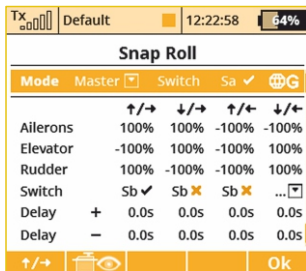 Tx Default 12:22:58 64%
Snap Roll
Mode Master Switch Sa ✔ G
↑/→ ↓/→ ↑/← ↓/←
Ailerons 100% 100% -100% -100%
Elevator -100% 100% -100% 100%
Rudder 100% -100% -100% 100%
Switch Sb ✔ Sb ✖ Sb ✖ ...
Delay + 0.0s 0.0s 0.0s 0.0s
Delay − 0.0s 0.0s 0.0s 0.0s
↑/→ Ok